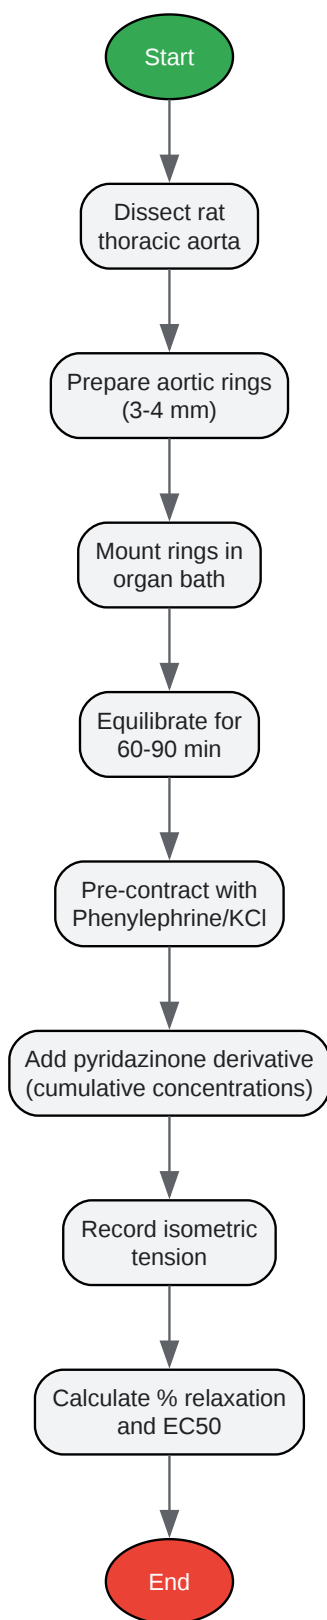 Start
Dissect rat
thoracic aorta
Prepare aortic rings
(3-4 mm)
Mount rings in
organ bath
Equilibrate for
60-90 min
Pre-contract with
Phenylephrine/KCl
Add pyridazinone derivative
(cumulative concentrations)
Record isometric
tension
Calculate % relaxation
and EC50
End